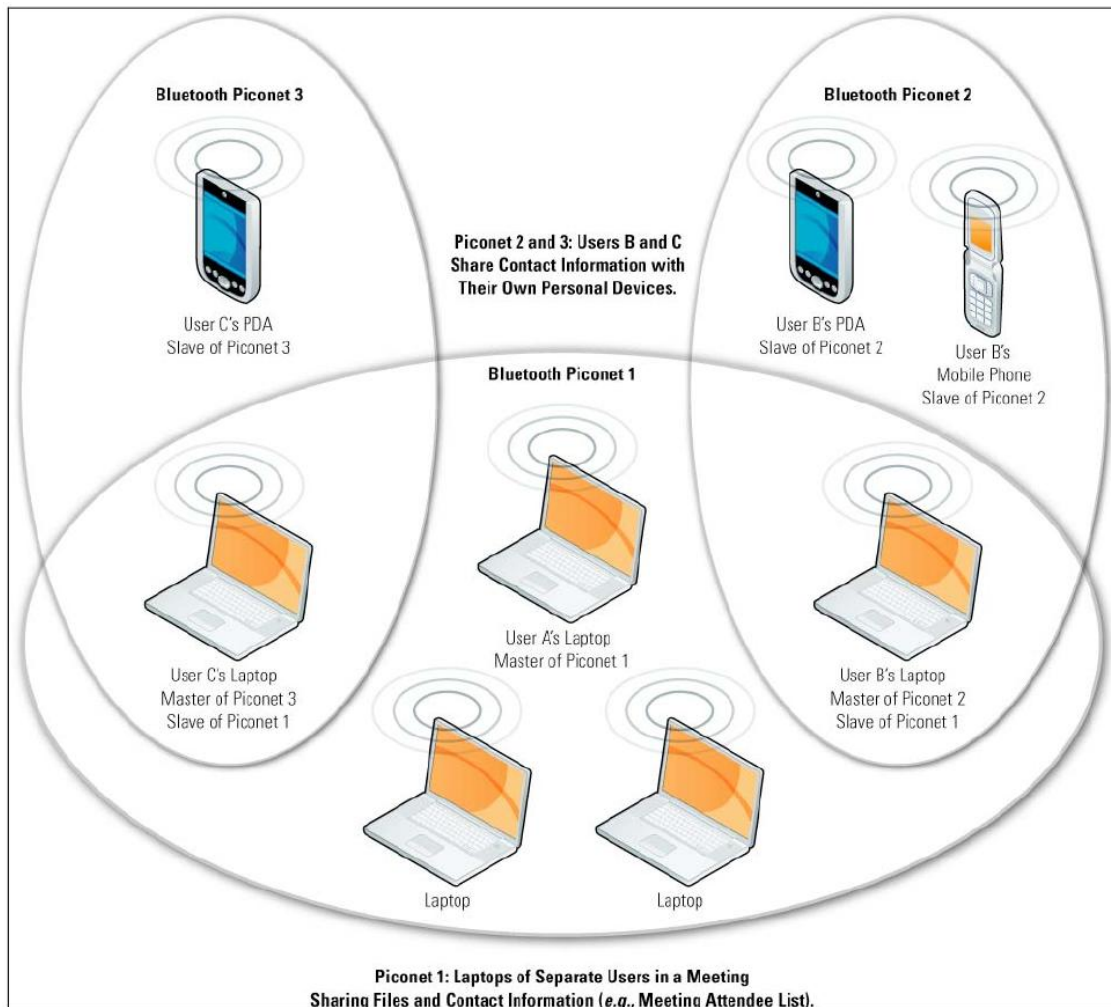 Bluetooth Piconet 3
Bluetooth Piconet 2
Piconet 2 and 3: Users B and C
Share Contact Information with
Their Own Personal Devices.
User C's PDA
Slave of Piconet 3
User B's PDA
Slave of Piconet 2
User B's
Mobile Phone
Slave of Piconet 2
Bluetooth Piconet 1
User A's Laptop
Master of Piconet 1
User C's Laptop
Master of Piconet 3
Slave of Piconet 1
User B's Laptop
Master of Piconet 2
Slave of Piconet 1
Laptop
Laptop
Piconet 1: Laptops of Separate Users in a Meeting
Sharing Files and Contact Information (e.g., Meeting Attendee List).